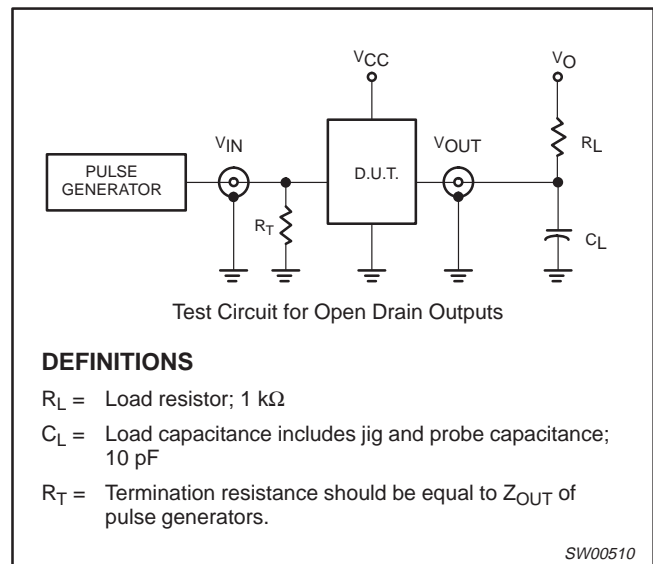 VCC
VO
VIN
VOUT
RL
PULSE
GENERATOR
D.U.T.
RT
CL
Test Circuit for Open Drain Outputs
DEFINITIONS
RL = Load resistor; 1 kΩ
CL = Load capacitance includes jig and probe capacitance;
10 pF
RT = Termination resistance should be equal to ZOUT of
pulse generators.
SW00510